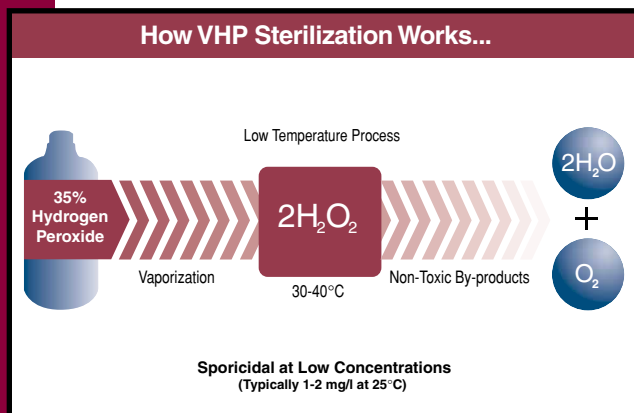 How VHP Sterilization Works...
Low Temperature Process
35%
Hydrogen
Peroxide
2H₂O₂
2H₂O
+
O₂
Vaporization
30-40°C
Non-Toxic By-products
Sporicidal at Low Concentrations
(Typically 1-2 mg/l at 25°C)